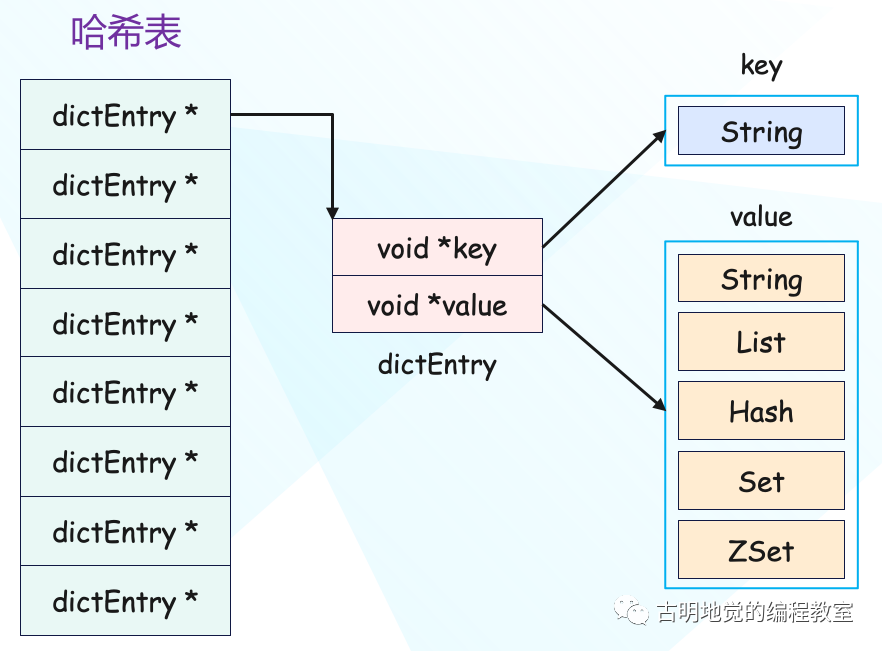 哈希表
dictEntry *
dictEntry *
dictEntry *
dictEntry *
dictEntry *
dictEntry *
dictEntry *
dictEntry *
void *key
void *value
dictEntry
key
String
value
String
List
Hash
Set
ZSet
古明地觉的编程教室